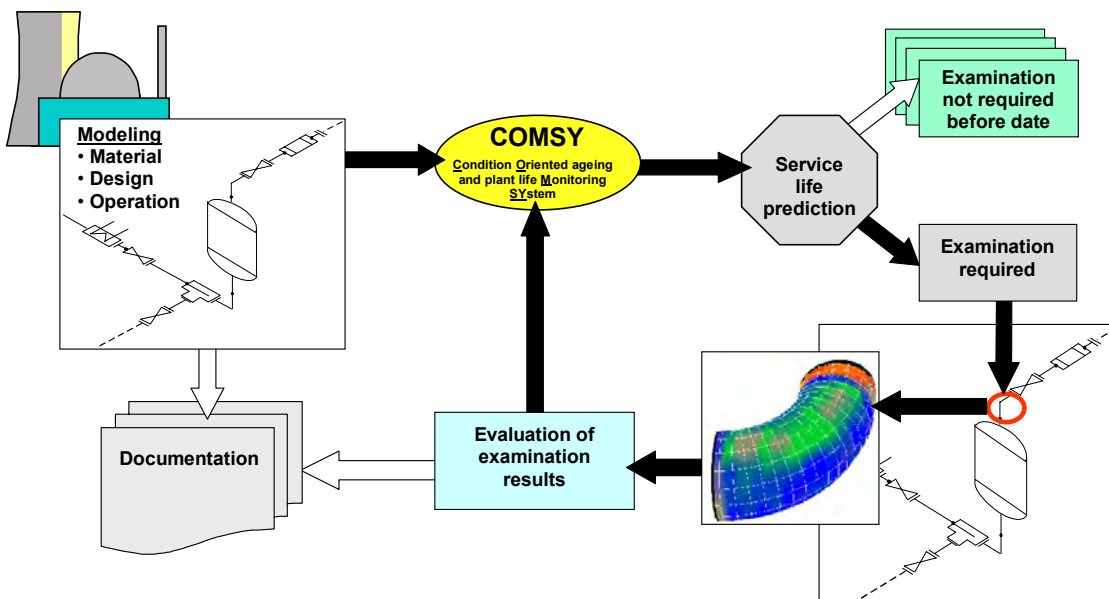 Modeling
• Material
• Design
• Operation
COMSY
Condition Oriented ageing
and plant life Monitoring
SYstem
Service
life
prediction
Examination
not required
before date
Examination
required
Evaluation of
examination
results
Documentation